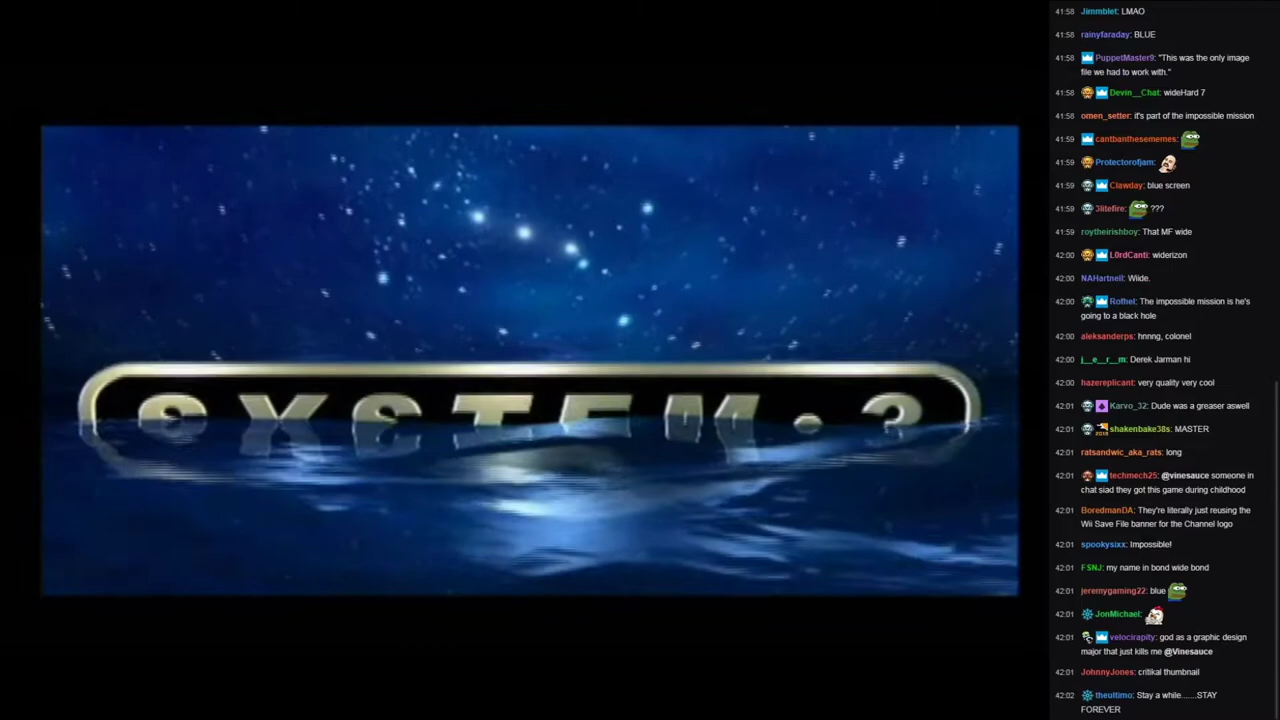 SYSTEM·3
41:58 Jimmblet: LMAO
41:58 rainyfaraday: BLUE
41:58 PuppetMaster9: "This was the only image
file we had to work with."
41:58 Devin__Chat: wideHard 7
41:58 omen_setter: it's part of the impossible mission
41:59 cantbanthesememes:
41:59 Protectorofjam:
41:59 Clawday: blue screen
41:59 3litefire: ???
41:59 roytheirishboy: That MF wide
42:00 L0rdCanti: widerizon
42:00 NAHartnell: Wiide.
42:00 Rothel: The impossible mission is he's
going to a black hole
42:00 aleksanderps: hnnng, colonel
42:00 j__e__r__m: Derek Jarman hi
42:00 hazereplicant: very quality very cool
42:01 Karvo_32: Dude was a greaser aswell
42:01 shakenbake38s: MASTER
42:01 ratsandwic_aka_rats: long
42:01 techmech25: @vinesauce someone in
chat siad they got this game during childhood
42:01 BoredmanDA: They're literally just reusing the
Wii Save File banner for the Channel logo
42:01 spookysixx: Impossible!
42:01 FSNJ: my name in bond wide bond
42:01 jeremygaming22: blue
42:01 JonMichael:
42:01 velocirapity: god as a graphic design
major that just kills me @Vinesauce
42:01 JohnnyJones: critikal thumbnail
42:02 theultimo: Stay a while.......STAY
FOREVER